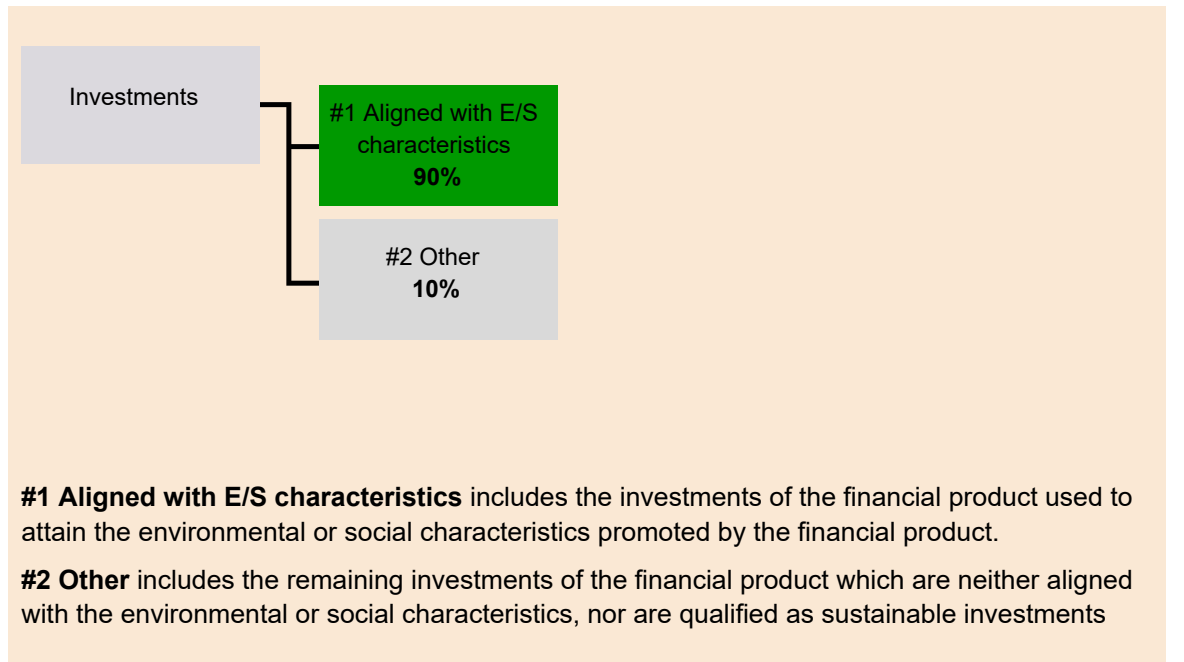 Investments
#1 Aligned with E/S
characteristics
90%
#2 Other
10%
#1 Aligned with E/S characteristics includes the investments of the financial product used to
attain the environmental or social characteristics promoted by the financial product.
#2 Other includes the remaining investments of the financial product which are neither aligned
with the environmental or social characteristics, nor are qualified as sustainable investments